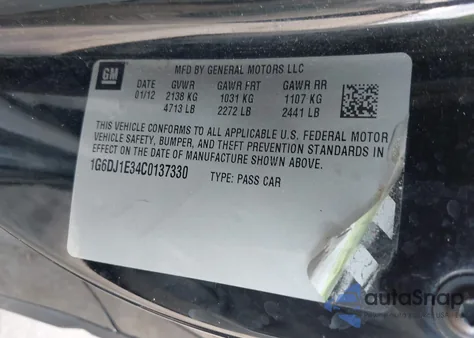 GM
MFD BY GENERAL MOTORS LLC
DATE GVWR GAWR FRT GAWR RR
01/12 2138 KG 1031 KG 1107 KG
4713 LB 2272 LB 2441 LB
THIS VEHICLE CONFORMS TO ALL APPLICABLE U.S. FEDERAL MOTOR
VEHICLE SAFETY, BUMPER, AND THEFT PREVENTION STANDARDS IN
EFFECT ON THE DATE OF MANUFACTURE SHOWN ABOVE.
1G6DJ1E34C0137330 TYPE: PASS CAR
autoSnap